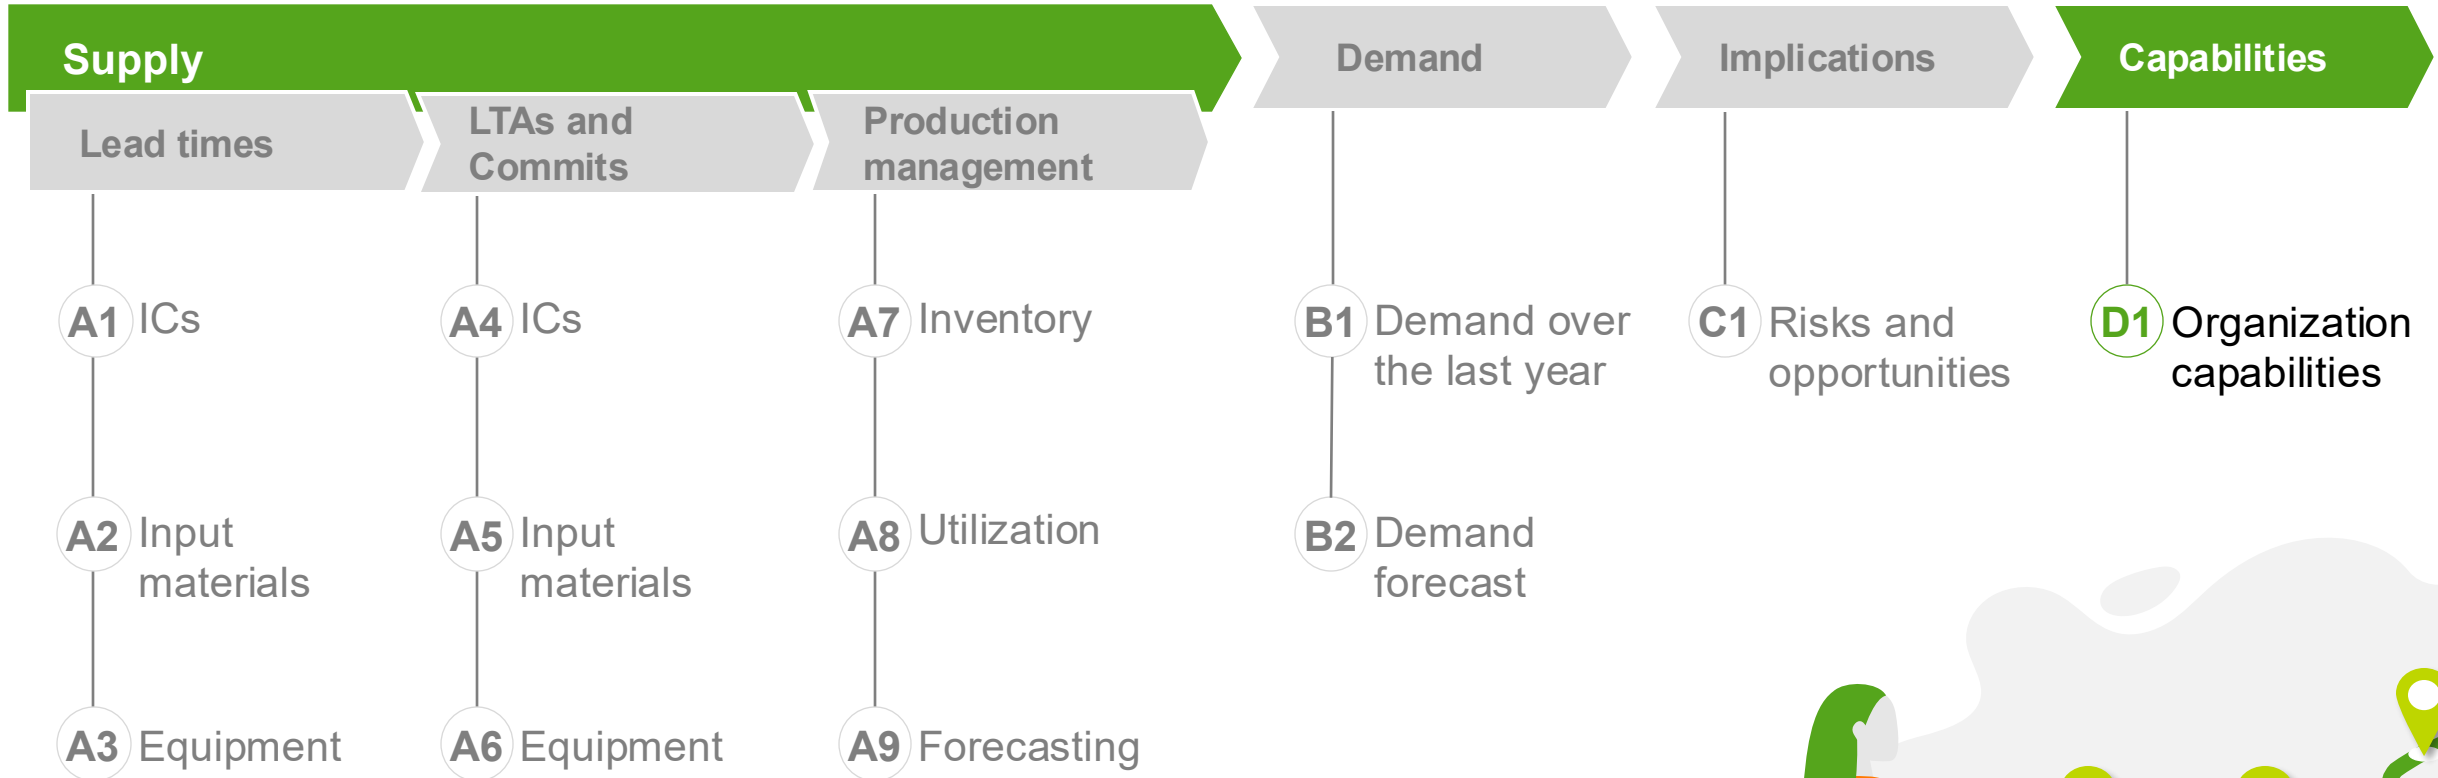 Supply
Lead times
A1 ICs
A2 Input
materials
A3 Equipment
LTAs and
Commits
A4 ICs
A5 Input
materials
A6 Equipment
Production
management
A7 Inventory
A8 Utilization
A9 Forecasting
Demand
B1 Demand over
the last year
B2 Demand
forecast
Implications
C1 Risks and
opportunities
Capabilities
D1 Organization
capabilities